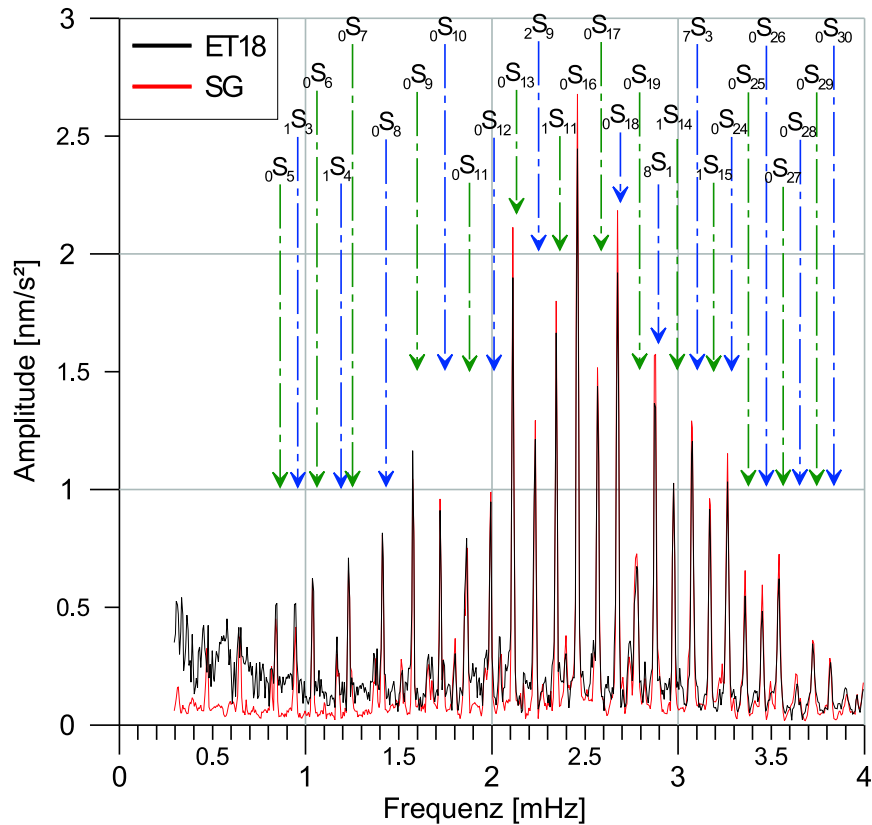 3
2.5
2
1.5
1
0.5
0
Amplitude [nm/s²]
ET18
SG
₀S₇
₀S₁₀
₂S₉
₀S₁₇
₇S₃
₀S₂₆
₀S₃₀
₀S₆
₀S₉
₀S₁₃
₀S₁₆
₀S₁₉
₀S₂₅
₀S₂₉
₁S₃
₀S₈
₀S₁₂
₁S₁₁
₀S₁₈
₁S₁₄
₀S₂₄
₀S₂₈
₀S₅
₁S₄
₀S₁₁
₈S₁
₁S₁₅
₀S₂₇
0 0.5 1 1.5 2 2.5 3 3.5 4
Frequenz [mHz]